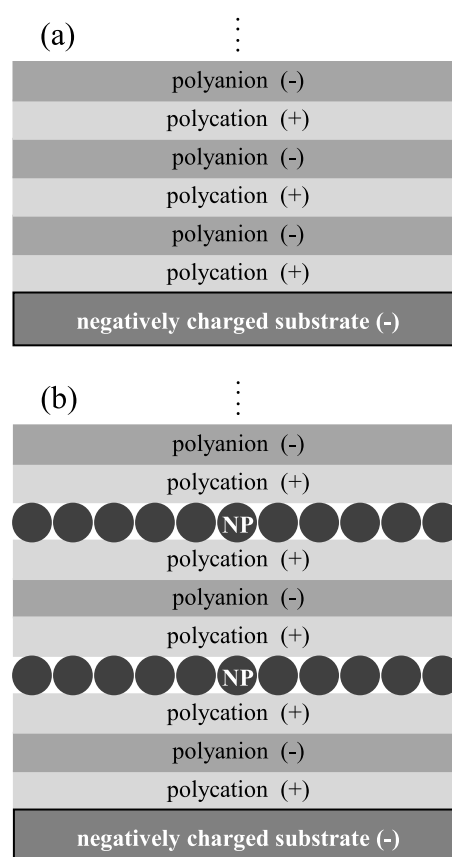 (a)
polyanion (-)
polycation (+)
polyanion (-)
polycation (+)
polyanion (-)
polycation (+)
negatively charged substrate (-)
(b)
polyanion (-)
polycation (+)
NP
polycation (+)
polyanion (-)
polycation (+)
NP
polycation (+)
polyanion (-)
polycation (+)
negatively charged substrate (-)